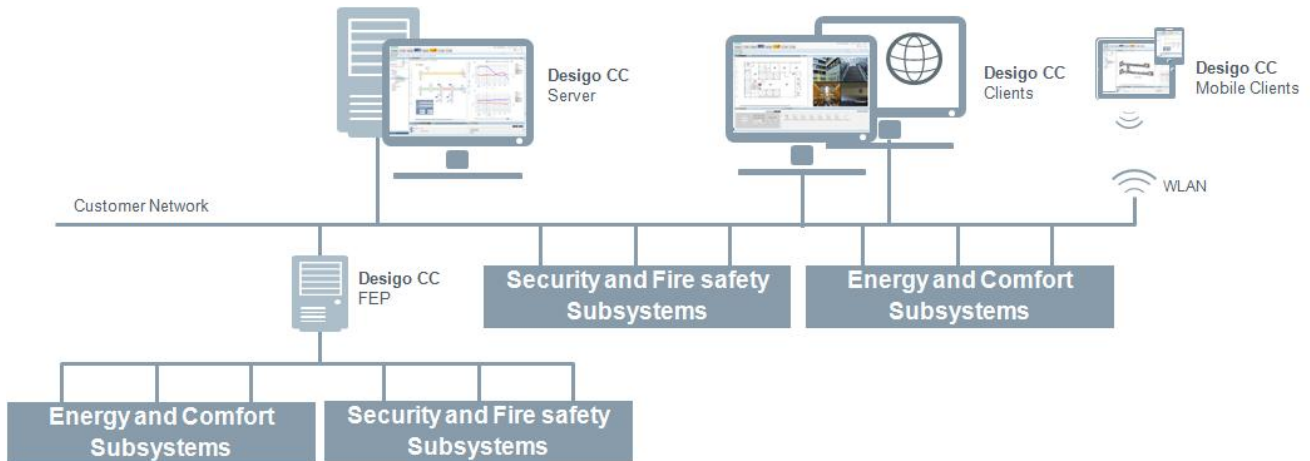 Desigo CC
Server
Desigo CC
Clients
Desigo CC
Mobile Clients
WLAN
Customer Network
Desigo CC
FEP
Security and Fire safety
Subsystems
Energy and Comfort
Subsystems
Energy and Comfort
Subsystems
Security and Fire safety
Subsystems